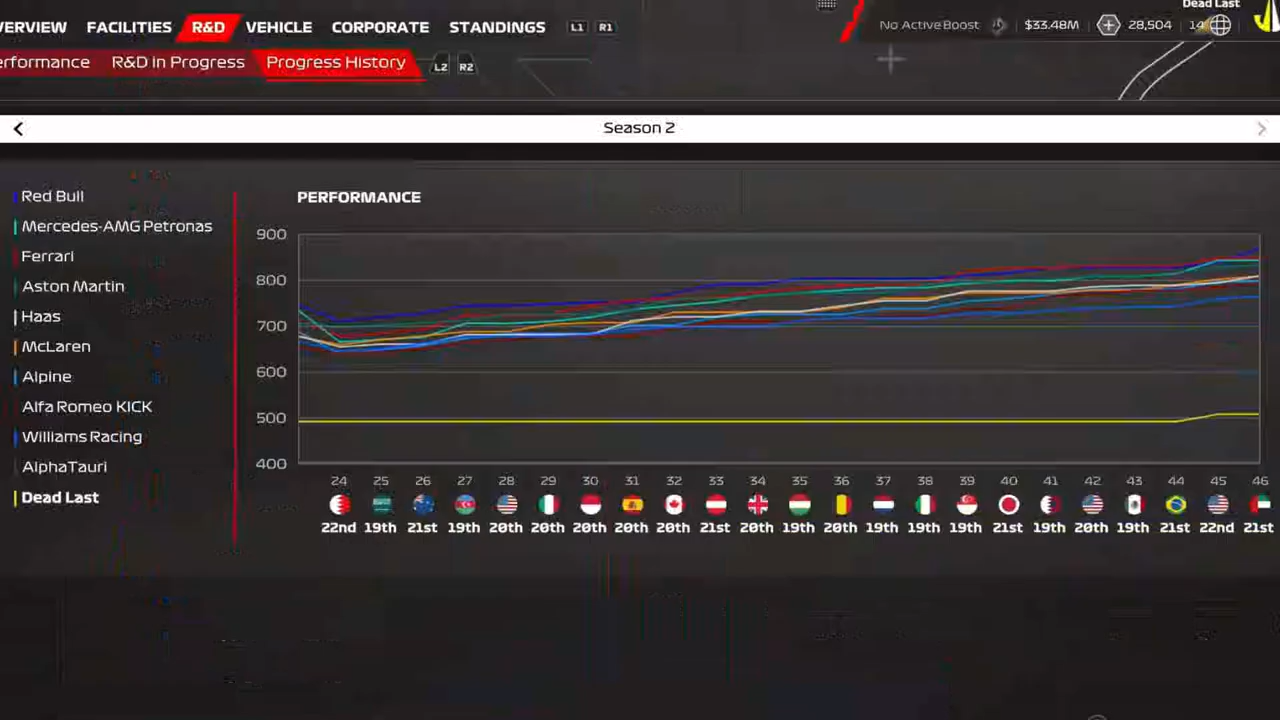 Dead Last
VERVIEW FACILITIES R&D VEHICLE CORPORATE STANDINGS L1 R1 No Active Boost $33.48M 28,504 14
erformance R&D in Progress Progress History L2 R2
Season 2
PERFORMANCE
Red Bull
Mercedes-AMG Petronas
Ferrari
Aston Martin
Haas
McLaren
Alpine
Alfa Romeo KICK
Williams Racing
AlphaTauri
Dead Last
900
800
700
600
500
400
24 25 26 27 28 29 30 31 32 33 34 35 36 37 38 39 40 41 42 43 44 45 46
22nd 19th 21st 19th 20th 20th 20th 20th 20th 21st 20th 19th 20th 19th 19th 19th 21st 19th 20th 19th 21st 22nd 21st